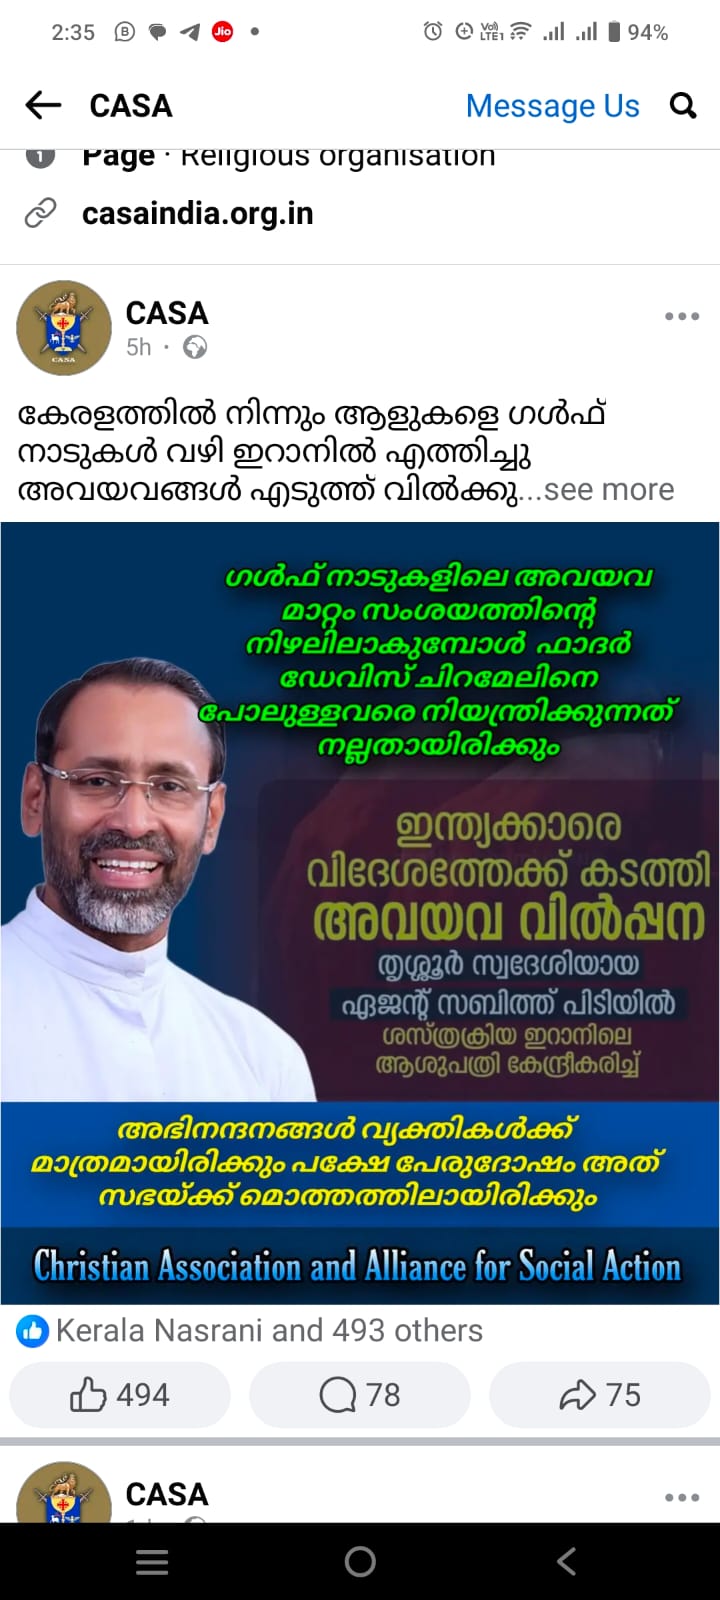 2:35
94%
CASA Message Us
Page · Religious organisation
casaindia.org.in
CASA
5h ·
കേരളത്തിൽ നിന്നും ആളുകളെ ഗൾഫ്
നാടുകൾ വഴി ഇറാനിൽ എത്തിച്ചു
അവയവങ്ങൾ എടുത്ത് വിൽക്കു...see more
ഗൾഫ് നാടുകളിലെ അവയവ
മാറ്റം സംശയത്തിന്റെ
നിഴലിലാകുമ്പോൾ ഫാദർ
ഡേവിസ് ചിറമേലിനെ
പോലുള്ളവരെ നിയന്ത്രിക്കുന്നത്
നല്ലതായിരിക്കും
ഇന്ത്യക്കാരെ
വിദേശത്തേക്ക് കടത്തി
അവയവ വിൽപ്പന
തൃശ്ശൂർ സ്വദേശിയായ
ഏജന്റ് സബിത്ത് പിടിയിൽ
ശസ്ത്രക്രിയ ഇറാനിലെ
ആശുപത്രി കേന്ദ്രീകരിച്ച്
അഭിനന്ദനങ്ങൾ വ്യക്തികൾക്ക്
മാത്രമായിരിക്കും പക്ഷേ പേരുദോഷം അത്
സഭയ്ക്ക് മൊത്തത്തിലായിരിക്കും
Christian Association and Alliance for Social Action
Kerala Nasrani and 493 others
494 78 75
CASA